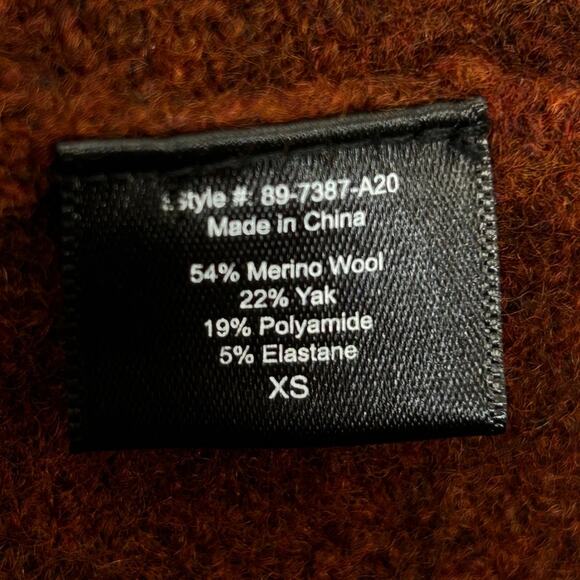 Style #: 89-7387-A20
Made in China
54% Merino Wool
22% Yak
19% Polyamide
5% Elastane
XS